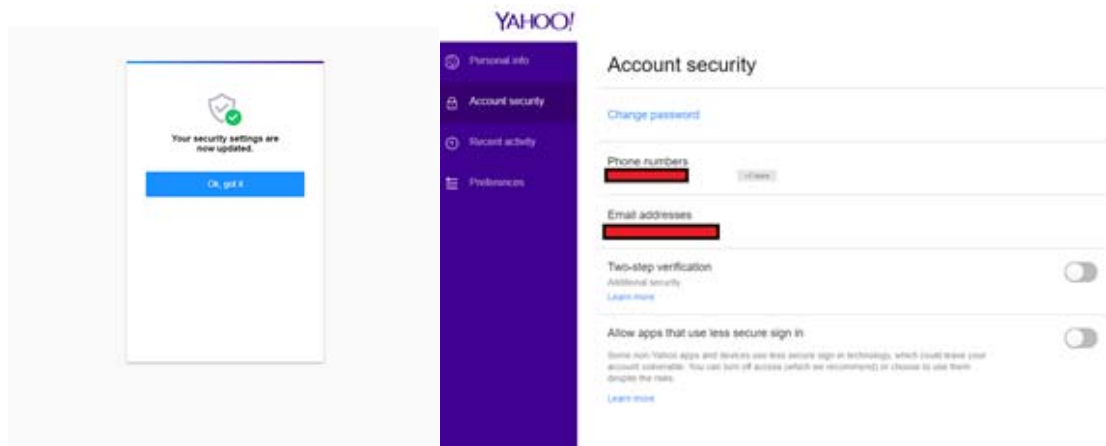 Your security settings are
now updated.
Ok, got it
YAHOO!
Personal info
Account security
Recent activity
Preferences
Account security
Change password
Phone numbers
Email addresses
Two-step verification
Additional security
Learn more
Allow apps that use less secure sign in
Some non-Yahoo apps and devices use less secure sign in technology, which could leave your
account vulnerable. You can turn off access (which we recommend) or choose to use them
despite the risks.
Learn more